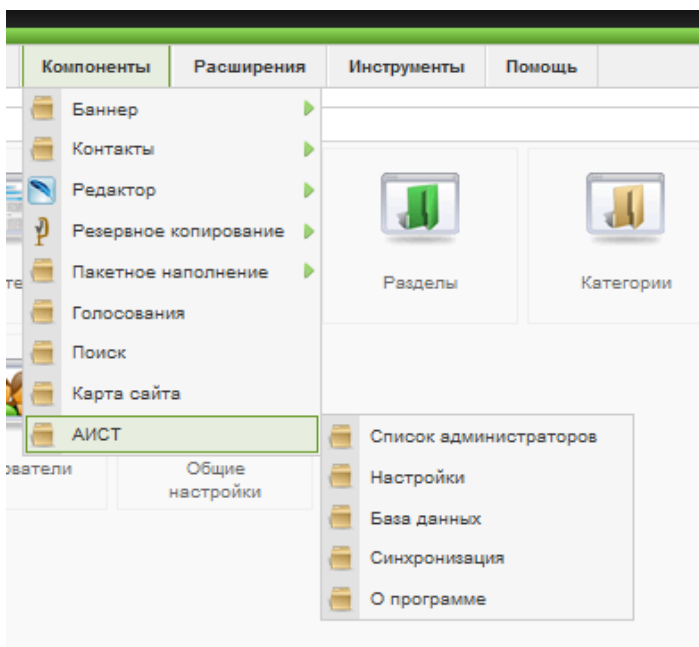 Компоненты Расширения Инструменты Помощь
Баннер
Контакты
Редактор
Резервное копирование
Пакетное наполнение
Голосования
Поиск
Карта сайта
АИСТ
Разделы
Категории
Общие
настройки
Список администраторов
Настройки
База данных
Синхронизация
О программе